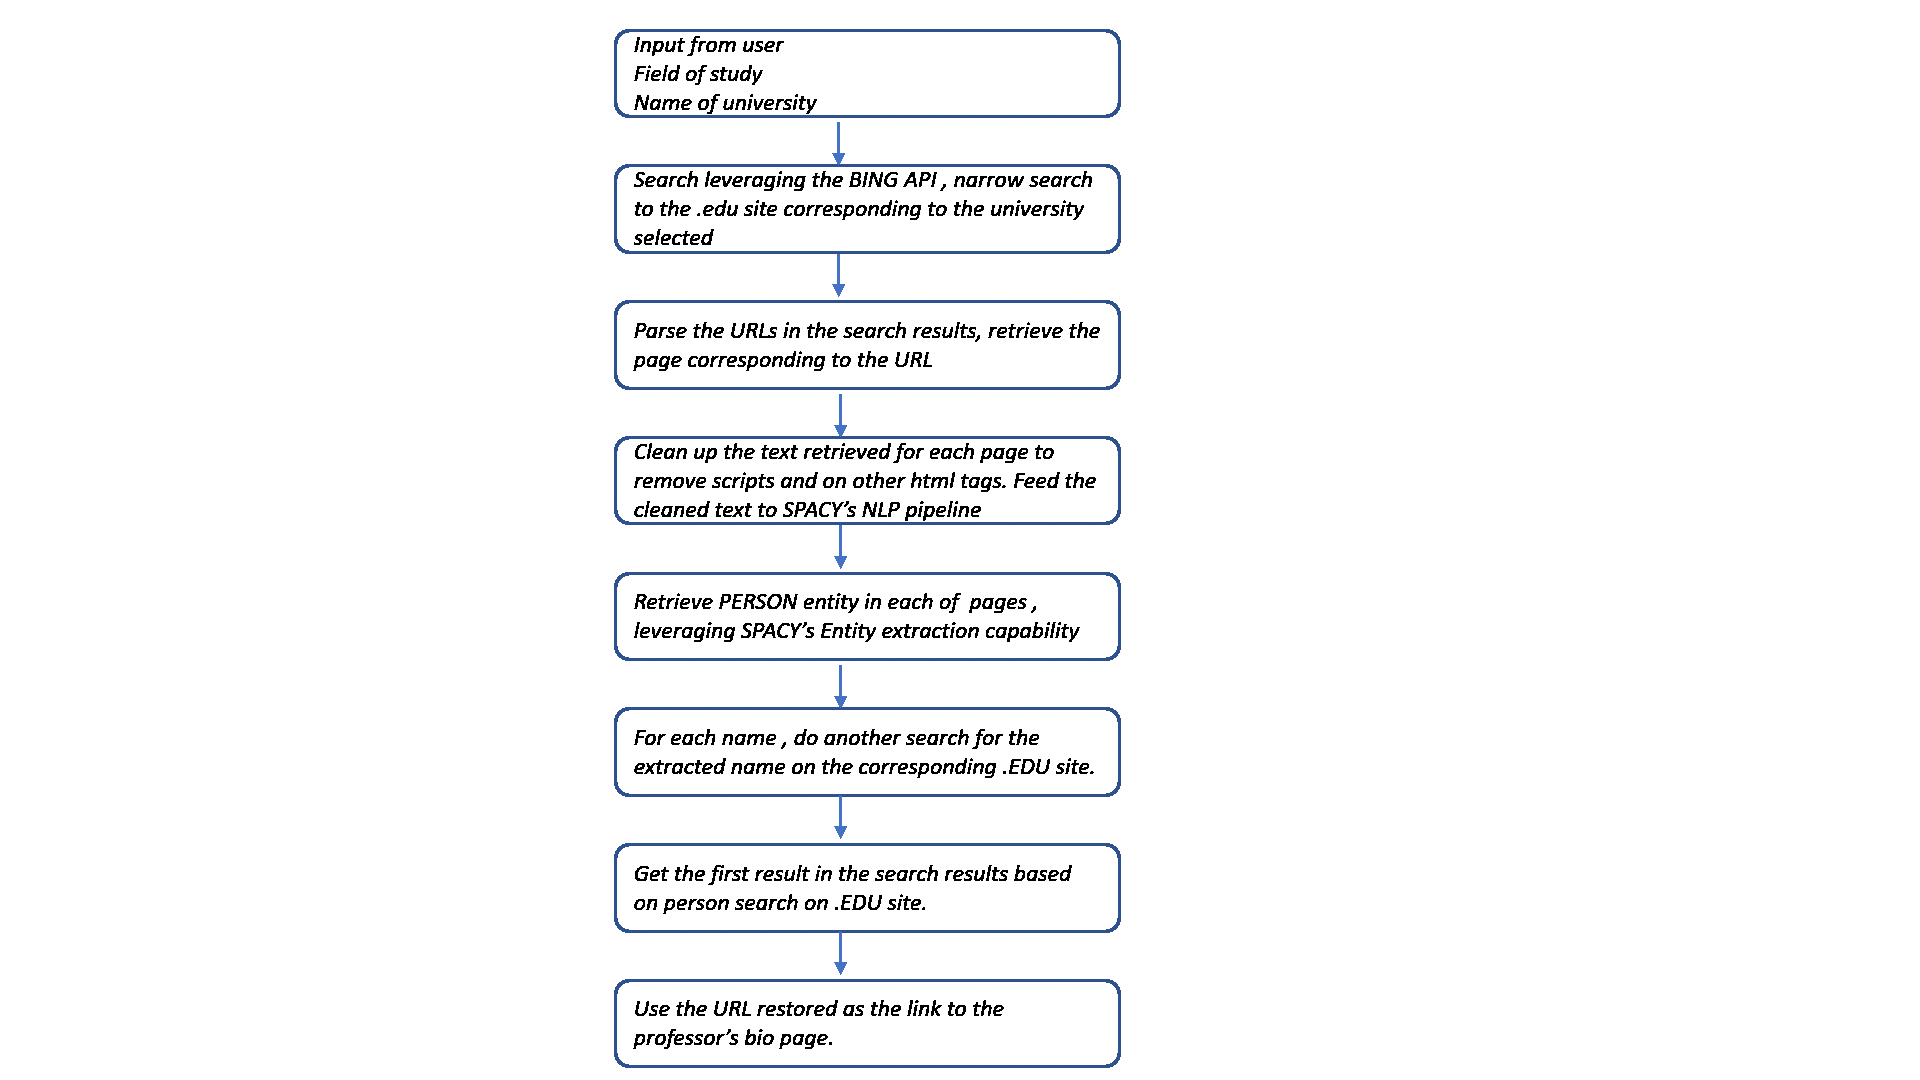 Input from user
Field of study
Name of university
Search leveraging the BING API , narrow search
to the .edu site corresponding to the university
selected
Parse the URLs in the search results, retrieve the
page corresponding to the URL
Clean up the text retrieved for each page to
remove scripts and on other html tags. Feed the
cleaned text to SPACY’s NLP pipeline
Retrieve PERSON entity in each of  pages ,
leveraging SPACY’s Entity extraction capability
For each name , do another search for the
extracted name on the corresponding .EDU site.
Get the first result in the search results based
on person search on .EDU site.
Use the URL restored as the link to the
professor’s bio page.